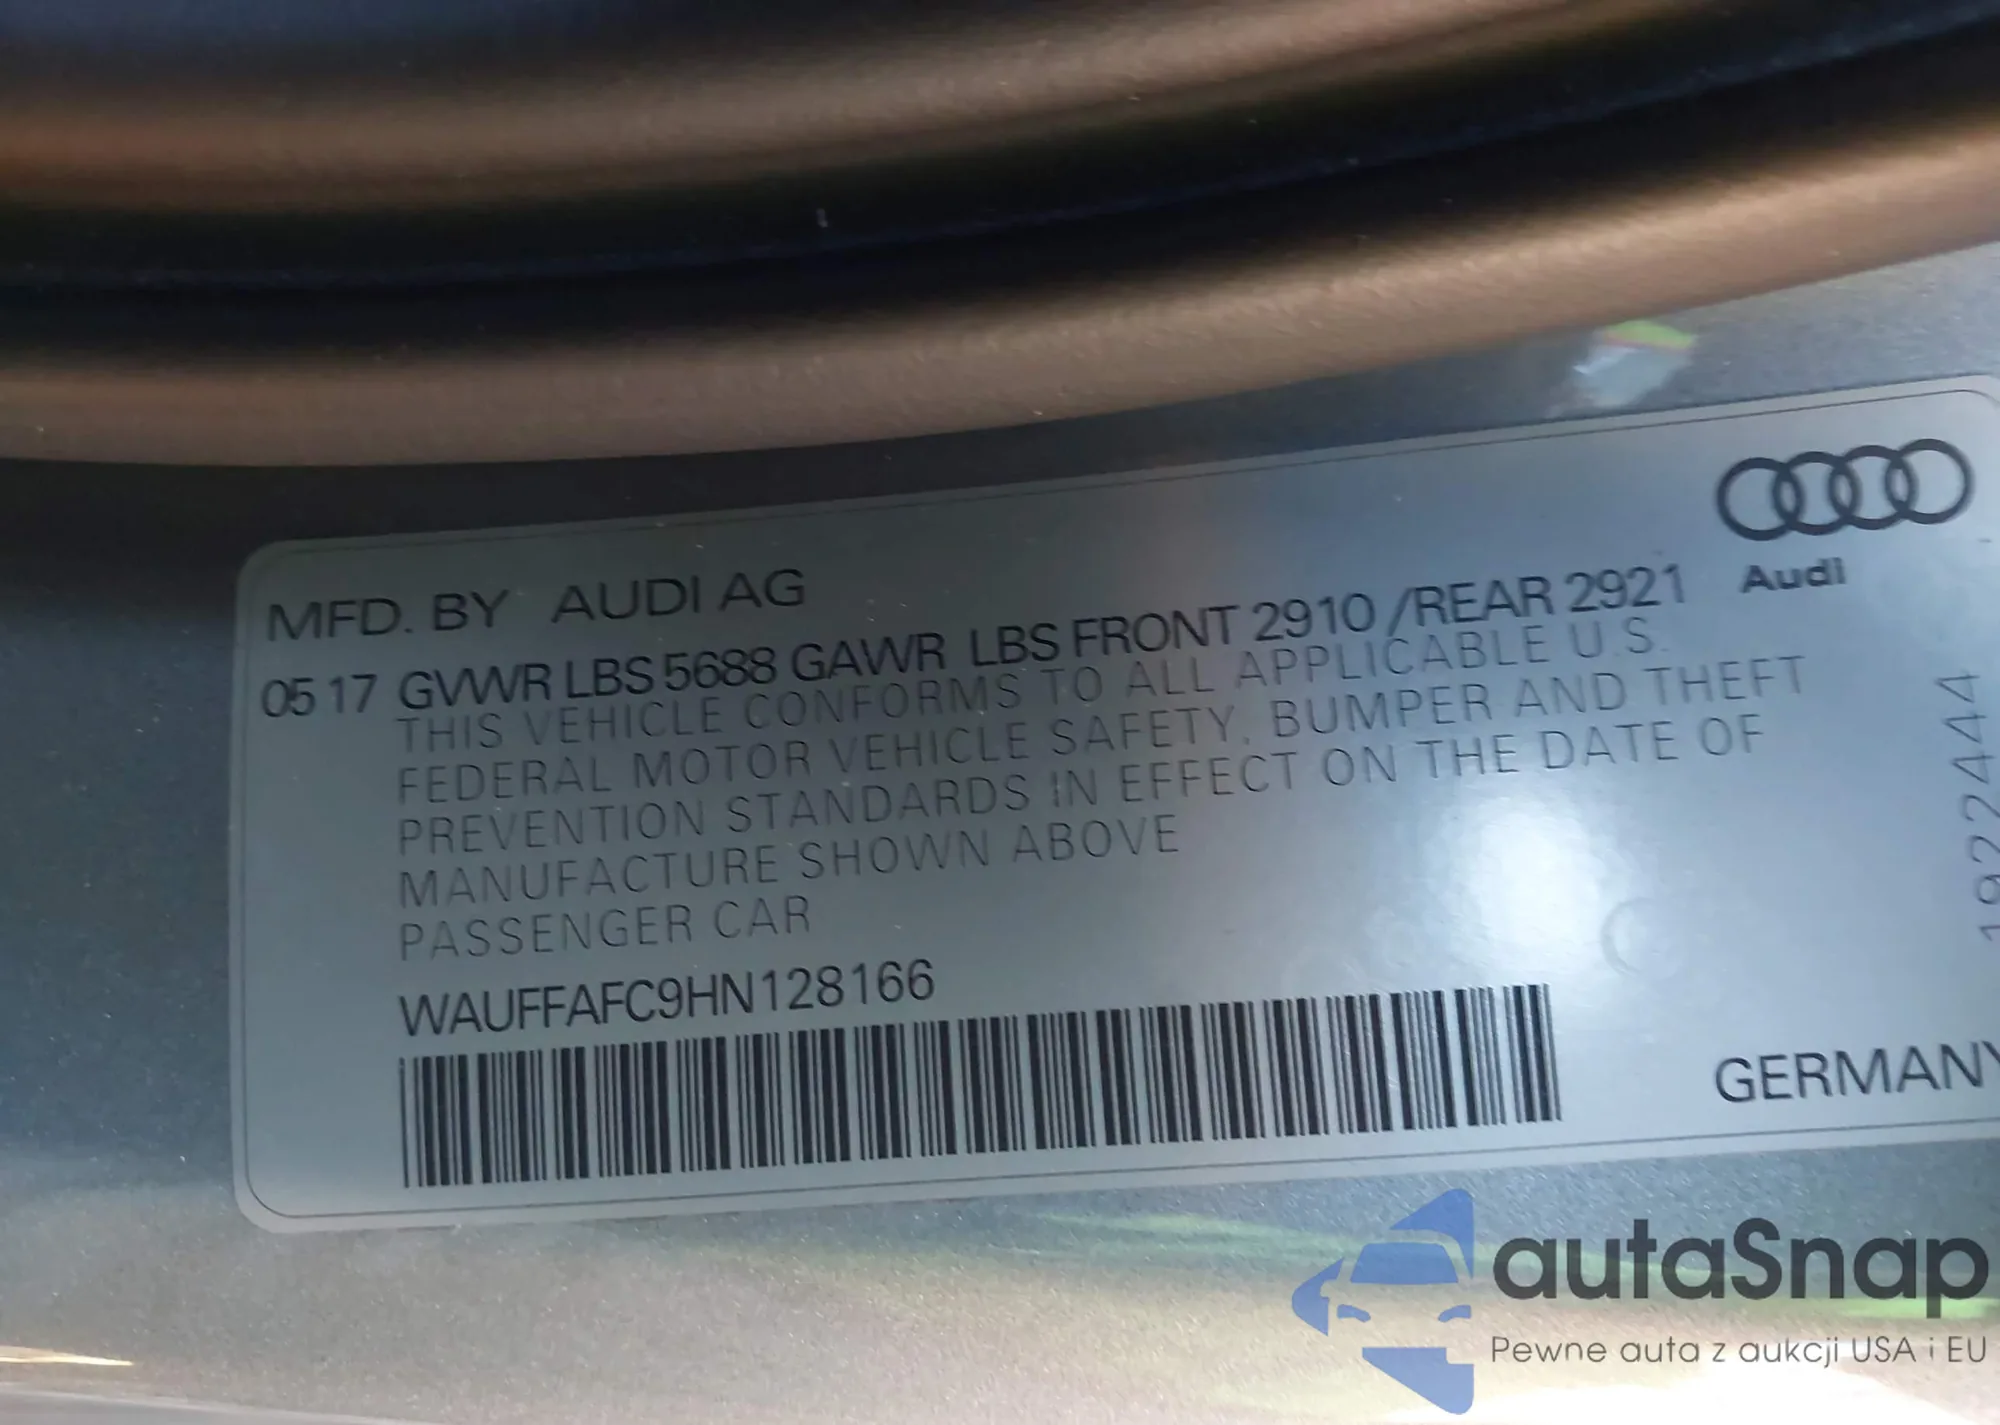 MFD. BY AUDI AG
Audi
05 17 GVWR LBS 5688 GAWR LBS FRONT 2910 /REAR 2921
THIS VEHICLE CONFORMS TO ALL APPLICABLE U.S.
FEDERAL MOTOR VEHICLE SAFETY, BUMPER AND THEFT
PREVENTION STANDARDS IN EFFECT ON THE DATE OF
MANUFACTURE SHOWN ABOVE
PASSENGER CAR
WAUFFAFC9HN128166
GERMANY
1922444
autaSnap
Pewne auta z aukcji USA i EU